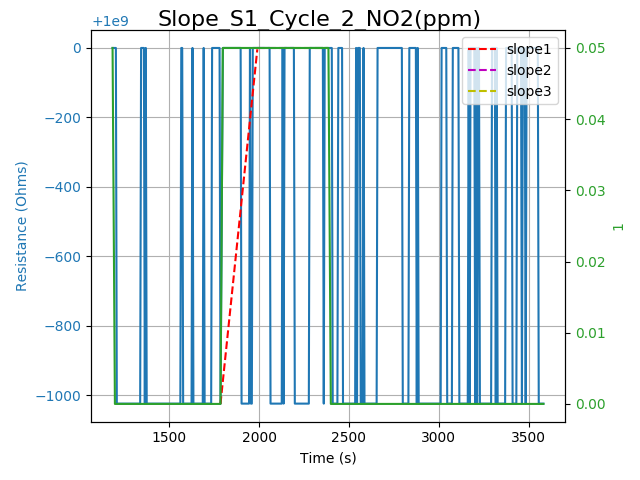 Slope_S1_Cycle_2_NO2(ppm)
+1e9
0
−200
−400
−600
−800
−1000
Resistance (Ohms)
slope1
slope2
slope3
0.05
0.04
0.03
0.02
0.01
0.00
1
1500
2000
2500
3000
3500
Time (s)